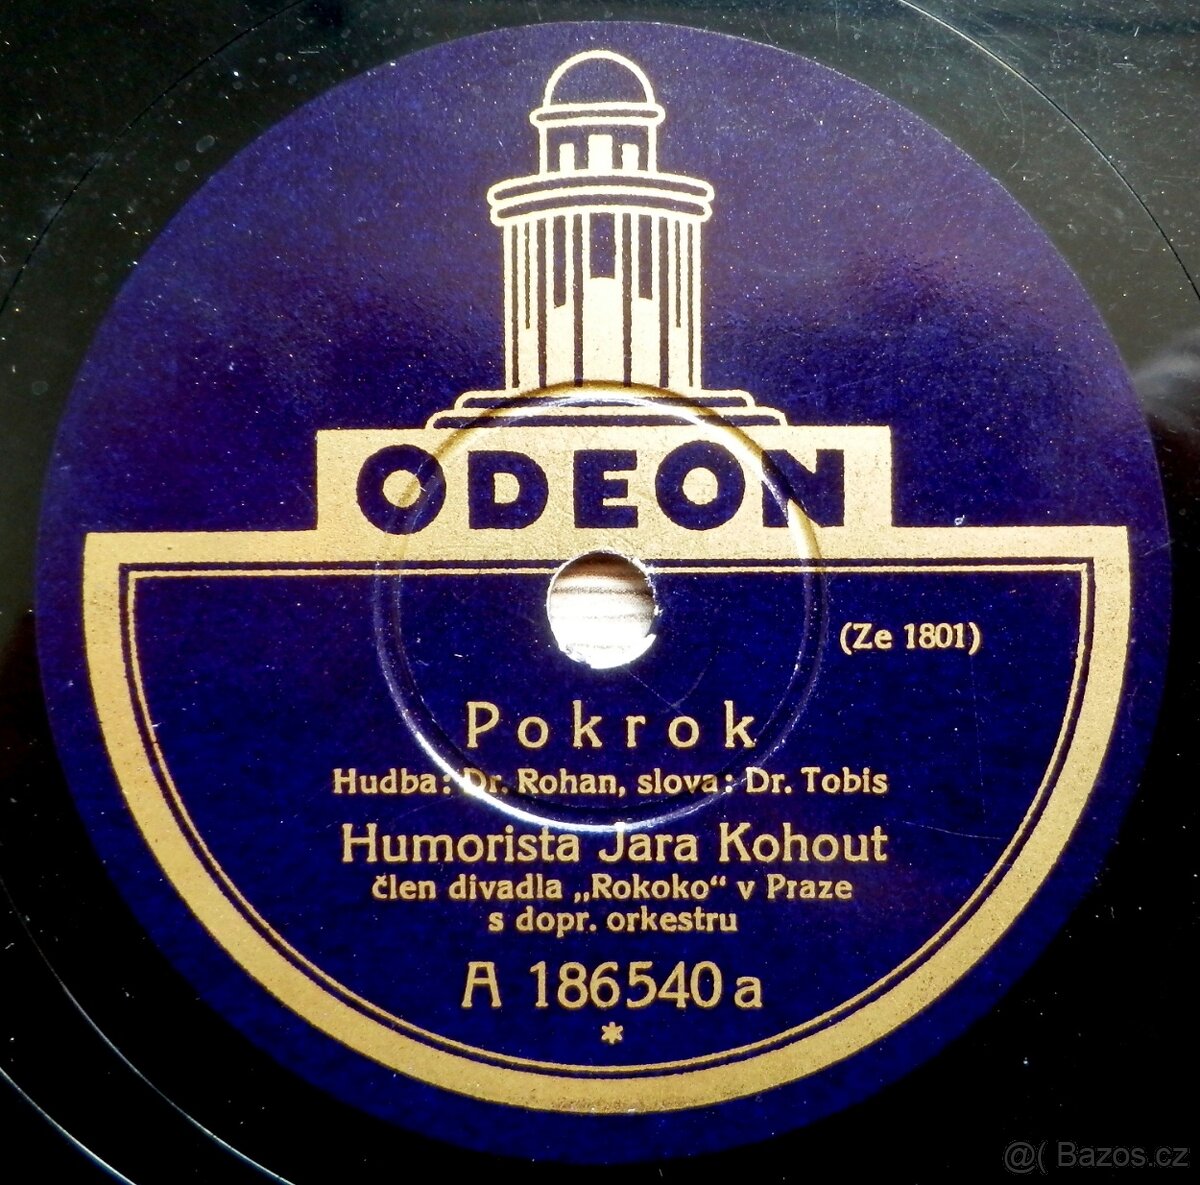 ODEON
(Ze 1801)
Pokrok
Hudba: Dr. Rohan, slova: Dr. Tobis
Humorista Jara Kohout
člen divadla „Rokoko“ v Praze
s dopr. orkestru
A 186540 a
*
@( Bazos.cz